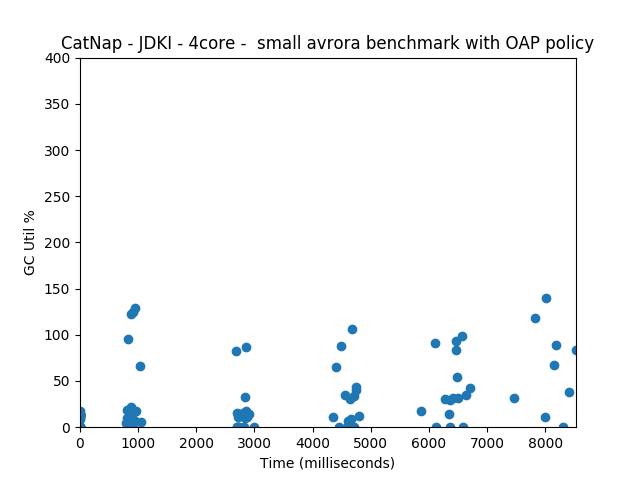 CatNap - JDKI - 4core -  small avrora benchmark with OAP policy
400
350
300
250
200
150
100
50
0
GC Util %
0 1000 2000 3000 4000 5000 6000 7000 8000
Time (milliseconds)